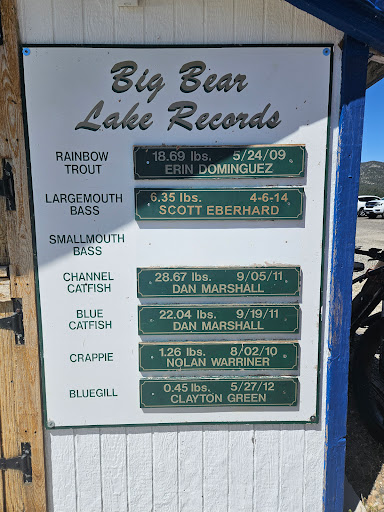 Big Bear
Lake Records
RAINBOW TROUT
18.69 lbs. 5/24/09
ERIN DOMINGUEZ
LARGEMOUTH BASS
6.35 lbs. 4-6-14
SCOTT EBERHARD
SMALLMOUTH BASS
CHANNEL CATFISH
28.67 lbs. 9/05/11
DAN MARSHALL
BLUE CATFISH
22.04 lbs. 9/19/11
DAN MARSHALL
CRAPPIE
1.26 lbs. 8/02/10
NOLAN WARRINER
BLUEGILL
0.45 lbs. 5/27/12
CLAYTON GREEN